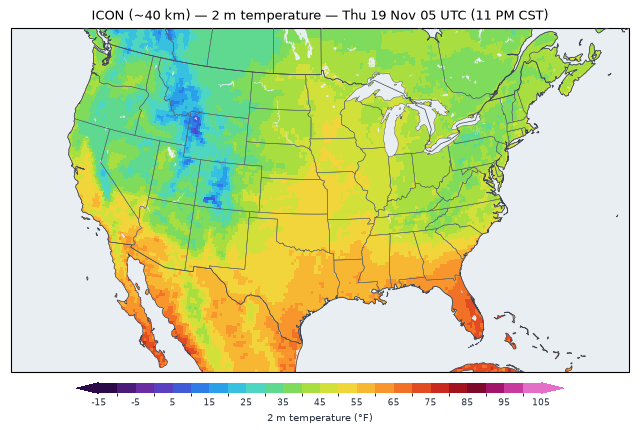 ICON (~40 km) — 2 m temperature — Thu 19 Nov 05 UTC (11 PM CST)
-15 -5 5 15 25 35 45 55 65 75 85 95 105
2 m temperature (°F)